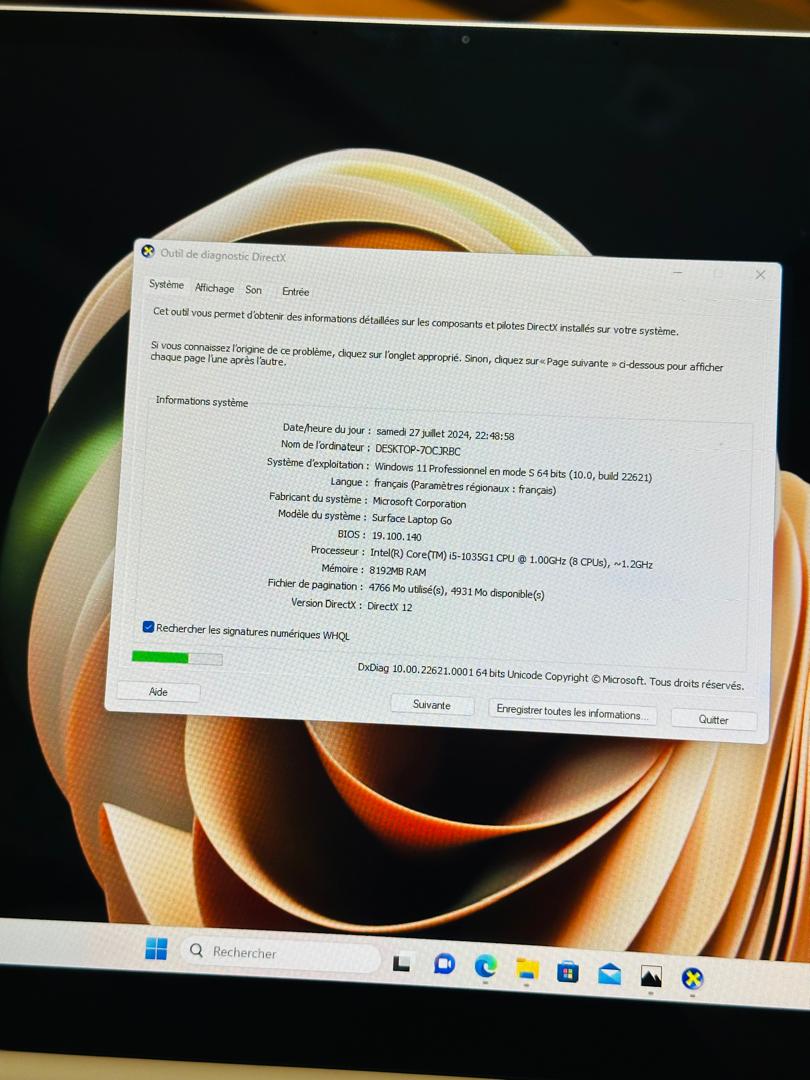 Outil de diagnostic DirectX
Système Affichage Son Entrée
Cet outil vous permet d'obtenir des informations détaillées sur les composants et pilotes DirectX installés sur votre système.
Si vous connaissez l'origine de ce problème, cliquez sur l'onglet approprié. Sinon, cliquez sur « Page suivante » ci-dessous pour afficher
chaque page l'une après l'autre.
Informations système
Date/heure du jour : samedi 27 juillet 2024, 22:48:58
Nom de l'ordinateur : DESKTOP-7OCJRBC
Système d'exploitation : Windows 11 Professionnel en mode S 64 bits (10.0, build 22621)
Langue : français (Paramètres régionaux : français)
Fabricant du système : Microsoft Corporation
Modèle du système : Surface Laptop Go
BIOS : 19.100.140
Processeur : Intel(R) Core(TM) i5-1035G1 CPU @ 1.00GHz (8 CPUs), ~1.2GHz
Mémoire : 8192MB RAM
Fichier de pagination : 4766 Mo utilisé(s), 4931 Mo disponible(s)
Version DirectX : DirectX 12
Rechercher les signatures numériques WHQL
DxDiag 10.00.22621.0001 64 bits Unicode Copyright © Microsoft. Tous droits réservés.
Aide Suivante Enregistrer toutes les informations... Quitter
Rechercher